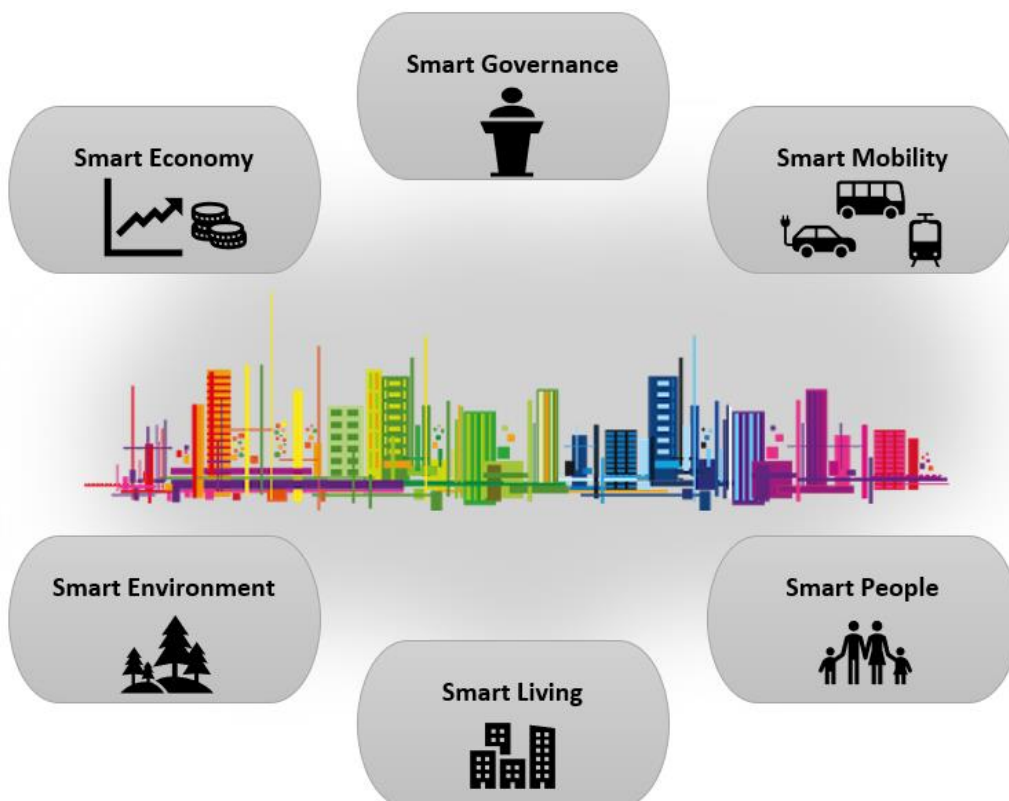 Smart Governance
Smart Economy
Smart Mobility
Smart Environment
Smart People
Smart Living